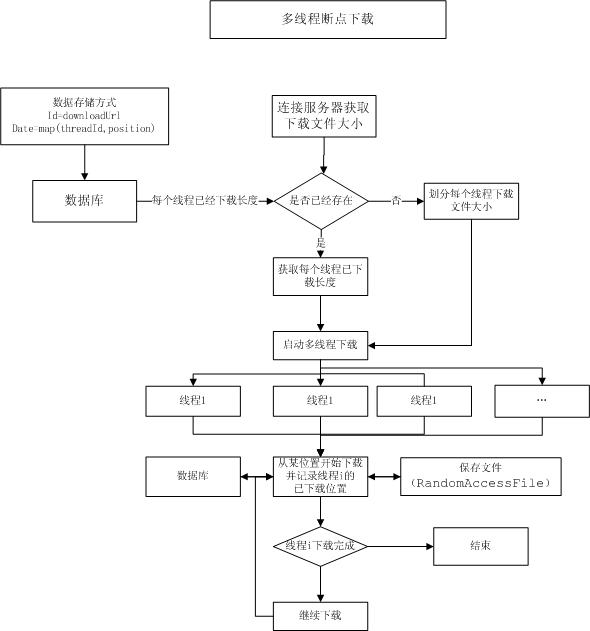 多线程断点下载
数据存储方式
Id=downloadUrl
Date=map(threadId,position)
连接服务器获取
下载文件大小
数据库
每个线程已经下载长度
是否已经存在
否
划分每个线程下载
文件大小
是
获取每个线程已下
载长度
启动多线程下载
线程1
线程1
线程1
...
数据库
从某位置开始下载
并记录线程i的
已下载位置
保存文件
（RandomAccessFile）
线程i下载完成
结束
继续下载